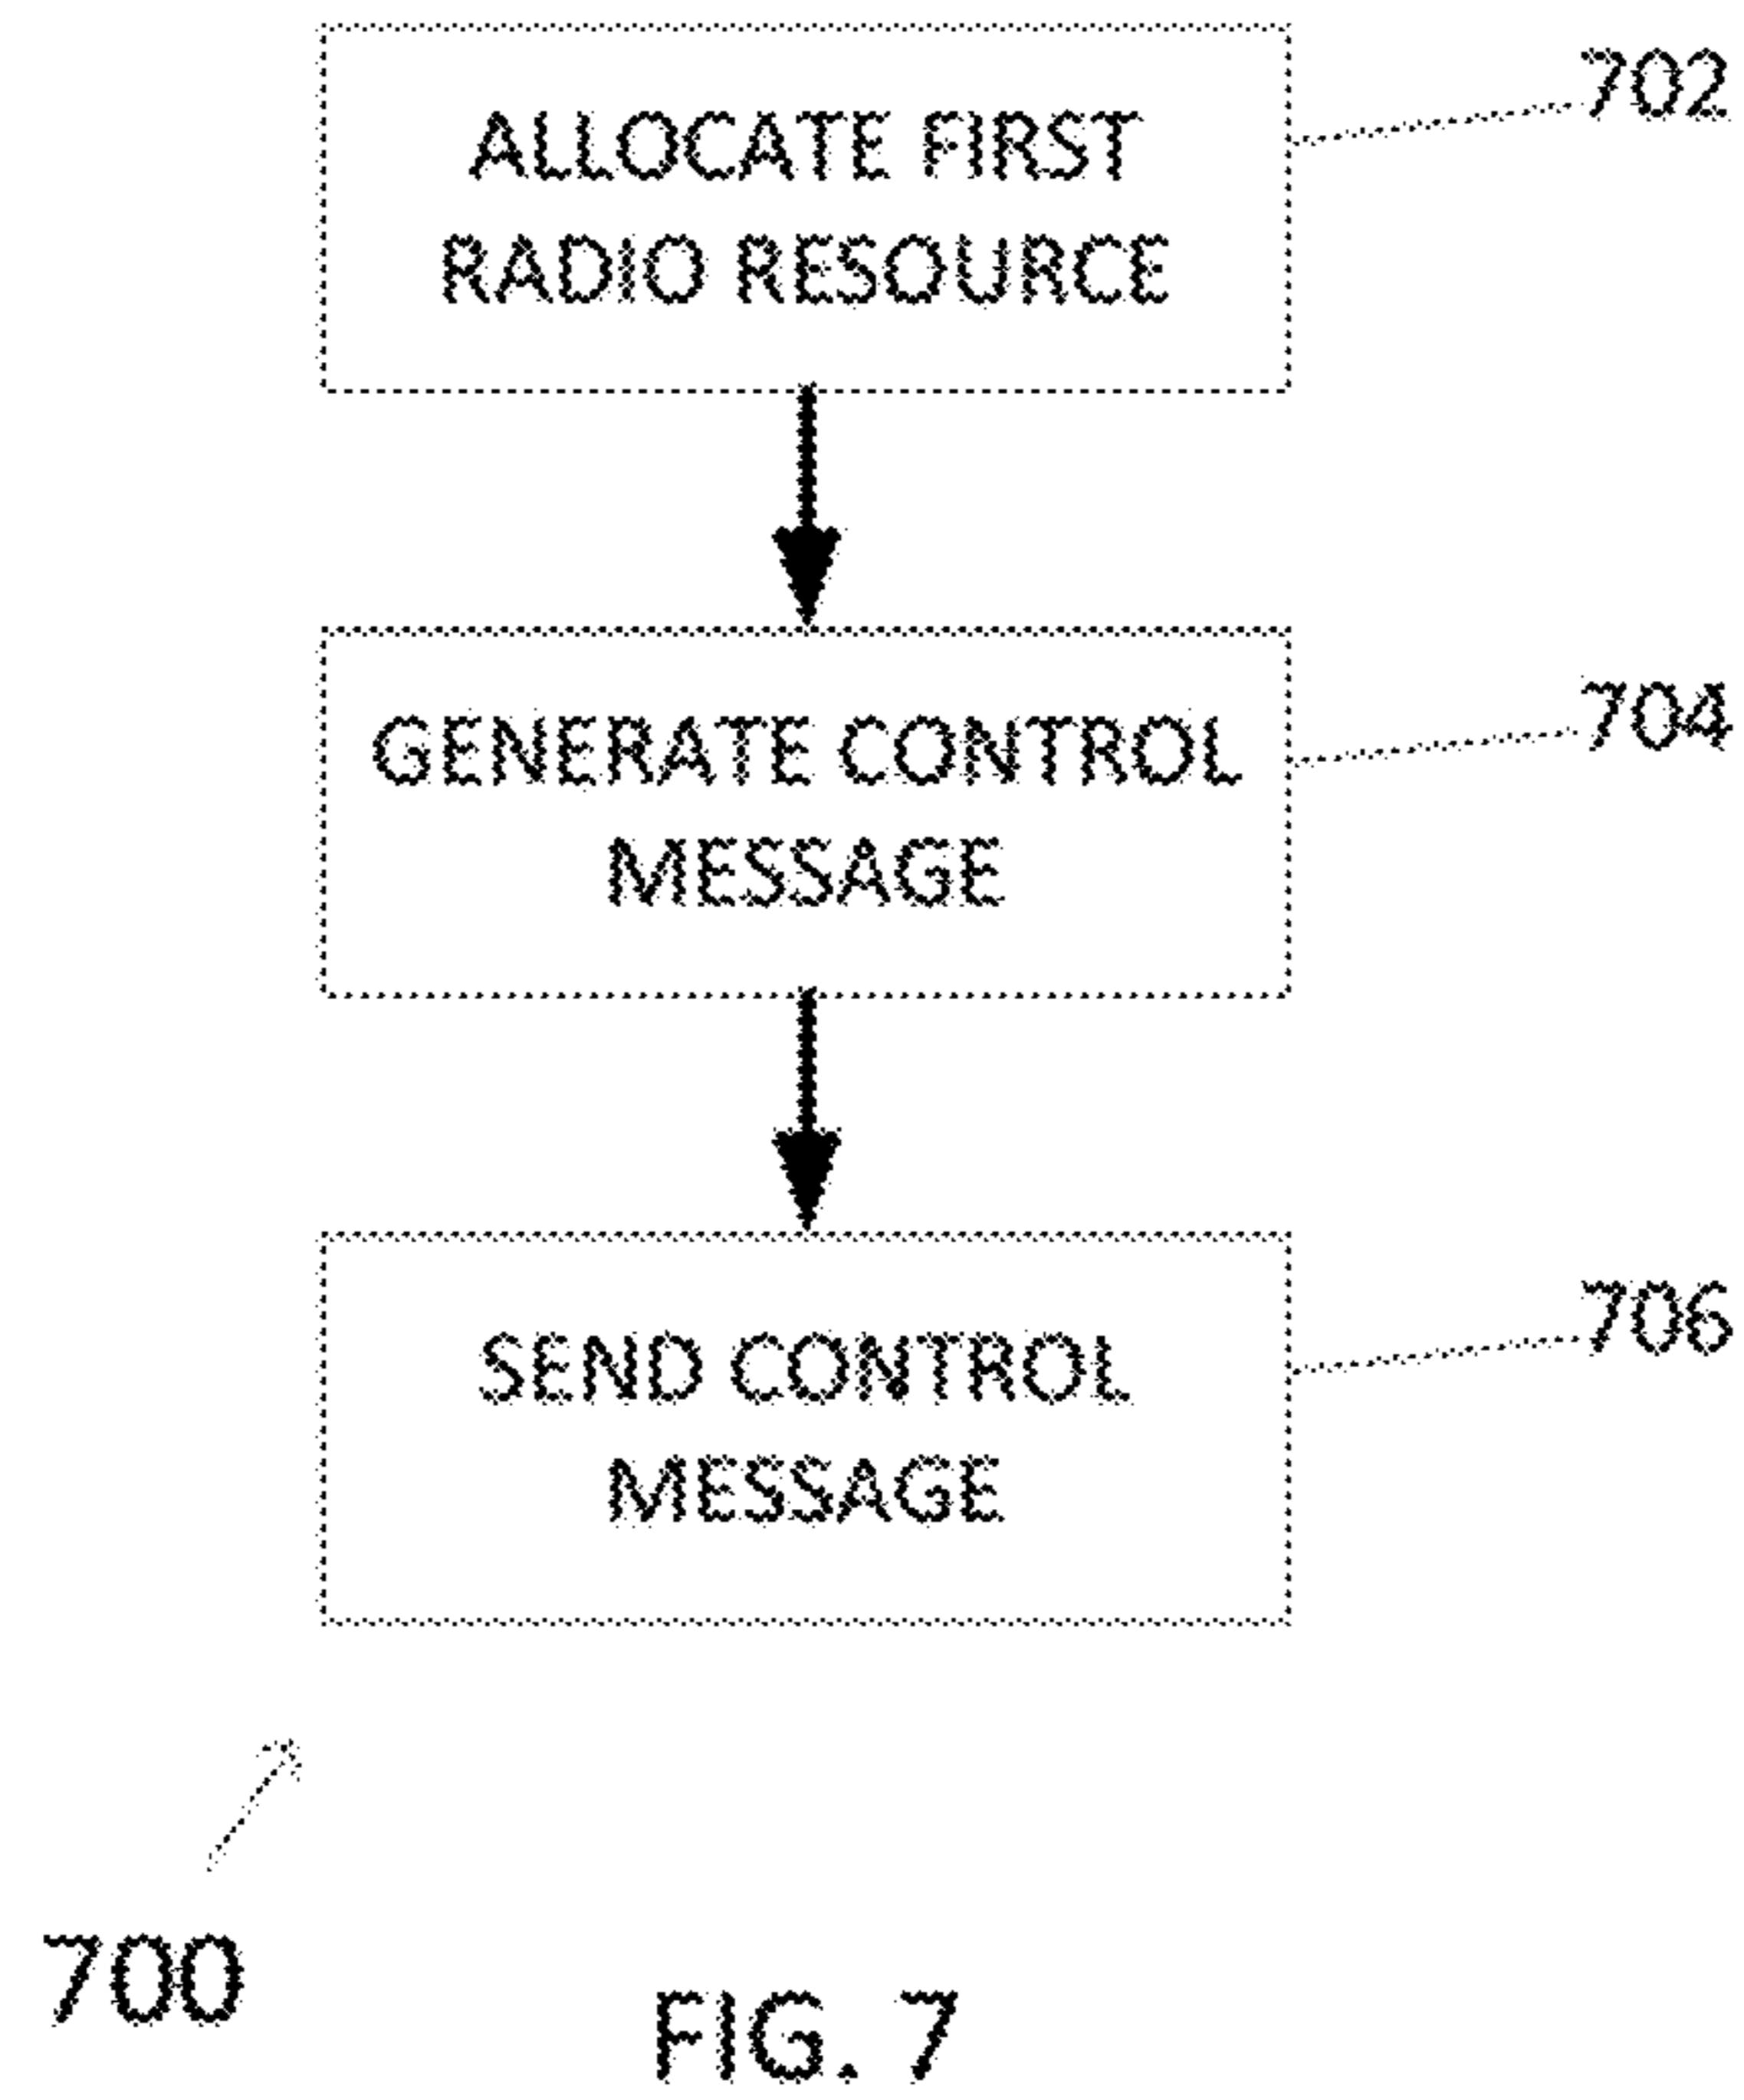 ALLOCATE FIRST
RADIO RESOURCE
702
GENERATE CONTROL
MESSAGE
704
SEND CONTROL
MESSAGE
706
700
FIG. 7